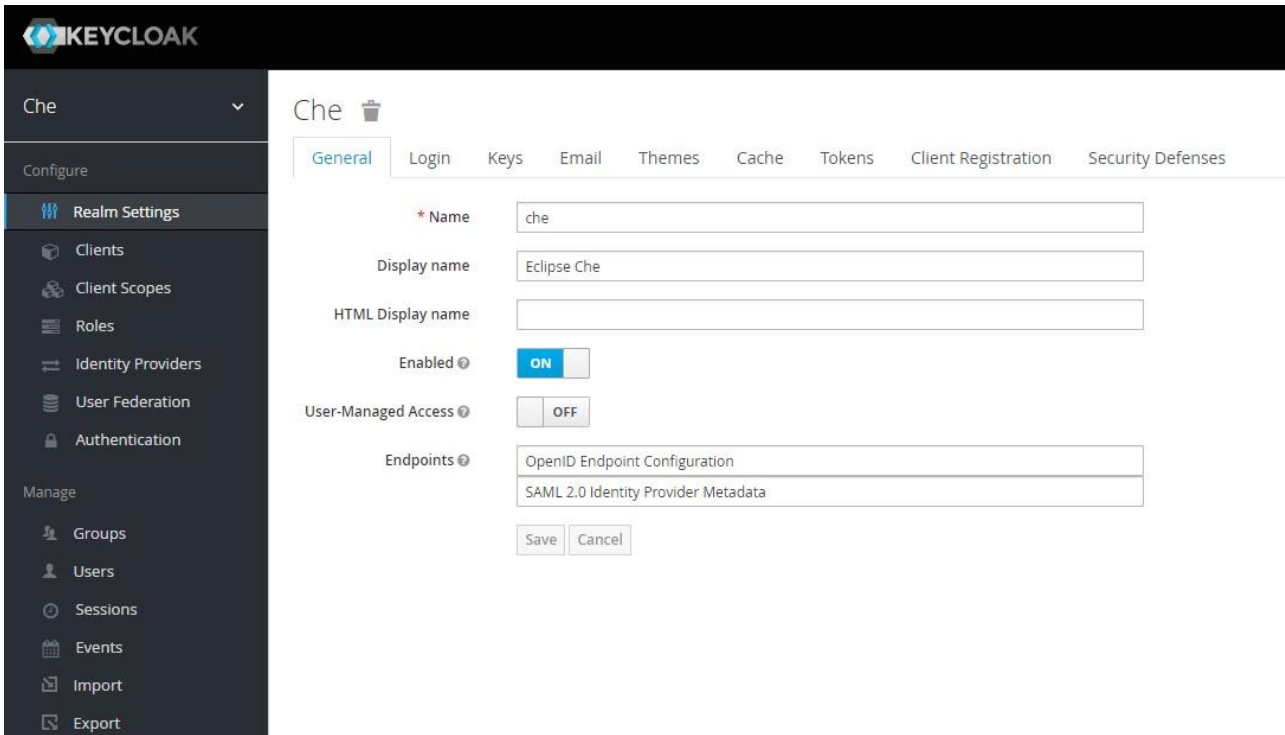 KEYCLOAK
Che
Configure
Realm Settings
Clients
Client Scopes
Roles
Identity Providers
User Federation
Authentication
Manage
Groups
Users
Sessions
Events
Import
Export
Che
General Login Keys Email Themes Cache Tokens Client Registration Security Defenses
* Name che
Display name Eclipse Che
HTML Display name
Enabled ON
User-Managed Access OFF
Endpoints OpenID Endpoint Configuration
SAML 2.0 Identity Provider Metadata
Save Cancel